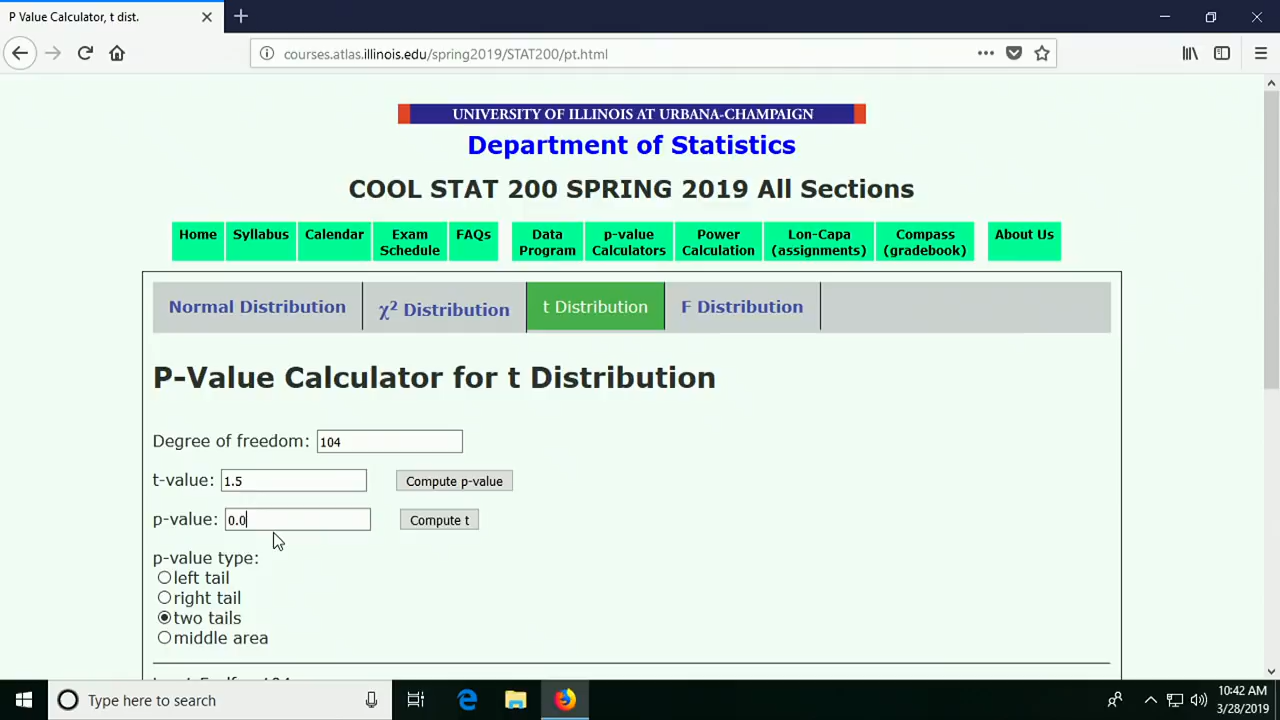 P Value Calculator, t dist.
courses.atlas.illinois.edu/spring2019/STAT200/pt.html
UNIVERSITY OF ILLINOIS AT URBANA-CHAMPAIGN
Department of Statistics
COOL STAT 200 SPRING 2019 All Sections
Home Syllabus Calendar Exam Schedule FAQs Data Program p-value Calculators Power Calculation Lon-Capa (assignments) Compass (gradebook) About Us
Normal Distribution χ² Distribution t Distribution F Distribution
P-Value Calculator for t Distribution
Degree of freedom: 104
t-value: 1.5 Compute p-value
p-value: 0.0 Compute t
p-value type:
left tail
right tail
two tails
middle area
Type here to search
10:42 AM
3/28/2019